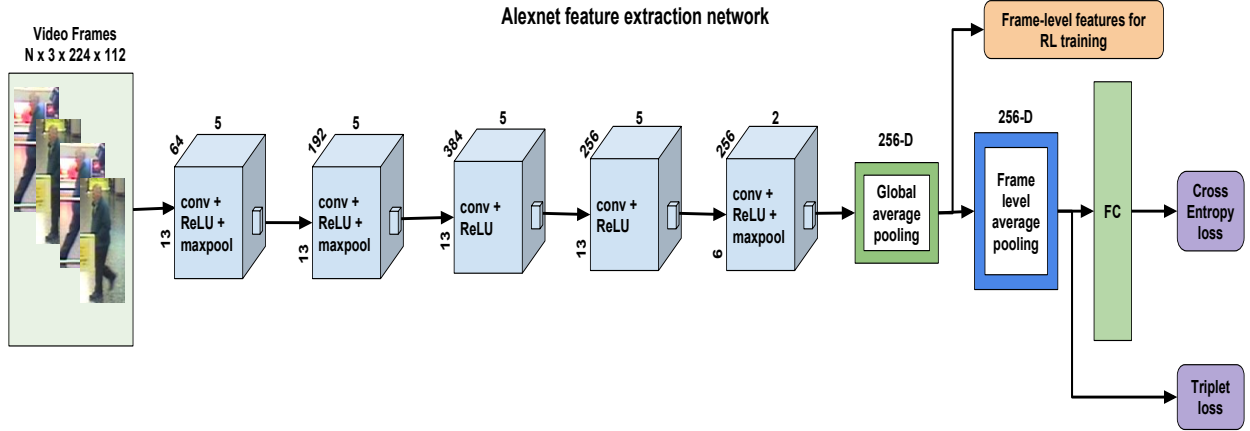 Alexnet feature extraction network
Video Frames
N x 3 x 224 x 112
64
5
13
conv +
ReLU +
maxpool
192
5
13
conv +
ReLU +
maxpool
384
5
13
conv +
ReLU
256
5
13
conv +
ReLU
256
2
6
conv +
ReLU +
maxpool
256-D
Global
average
pooling
Frame-level features for
RL training
256-D
Frame
level
average
pooling
FC
Cross
Entropy
loss
Triplet
loss